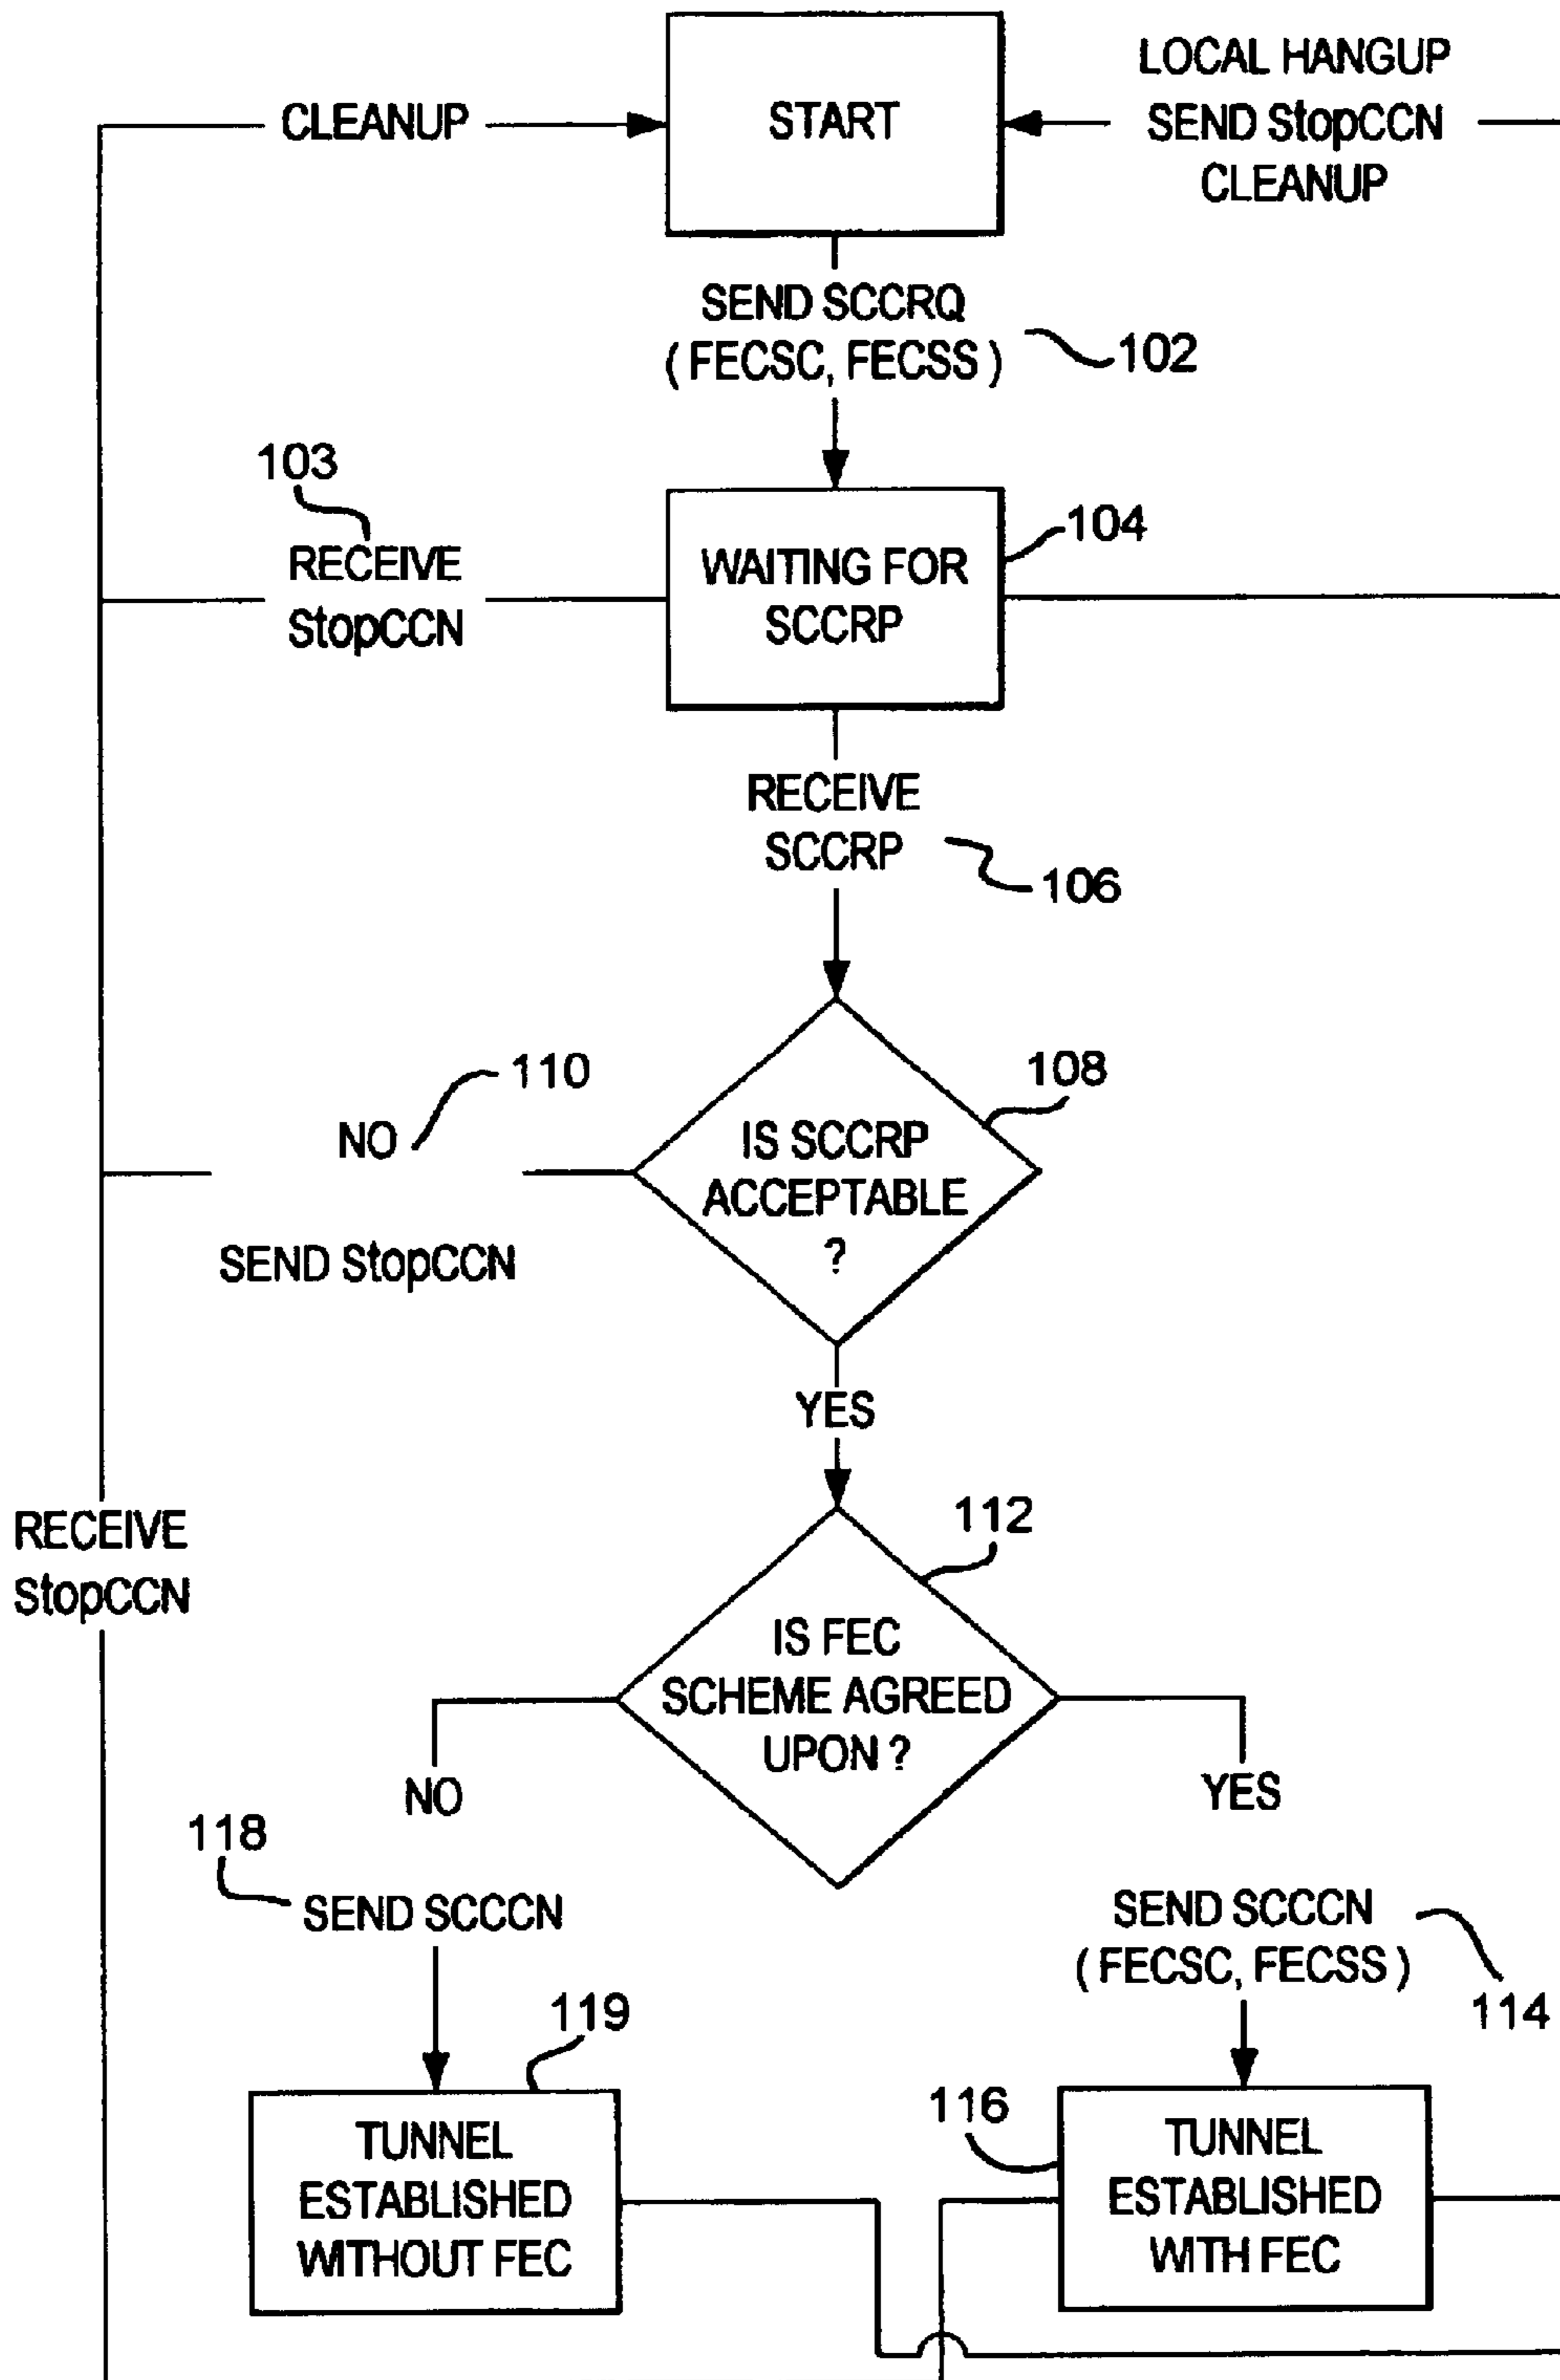 LOCAL HANGUP
CLEANUP
START
SEND StopCCN
CLEANUP
SEND SCCRQ
( FECSC, FECSS )
102
103
RECEIVE
StopCCN
WAITING FOR
SCCRP
104
RECEIVE
SCCRP
106
110
NO
SEND StopCCN
108
IS SCCRP
ACCEPTABLE
?
YES
RECEIVE
StopCCN
112
IS FEC
SCHEME AGREED
UPON ?
NO
YES
118
SEND SCCCN
SEND SCCCN
( FECSC, FECSS )
114
119
116
TUNNEL
ESTABLISHED
WITHOUT FEC
TUNNEL
ESTABLISHED
WITH FEC